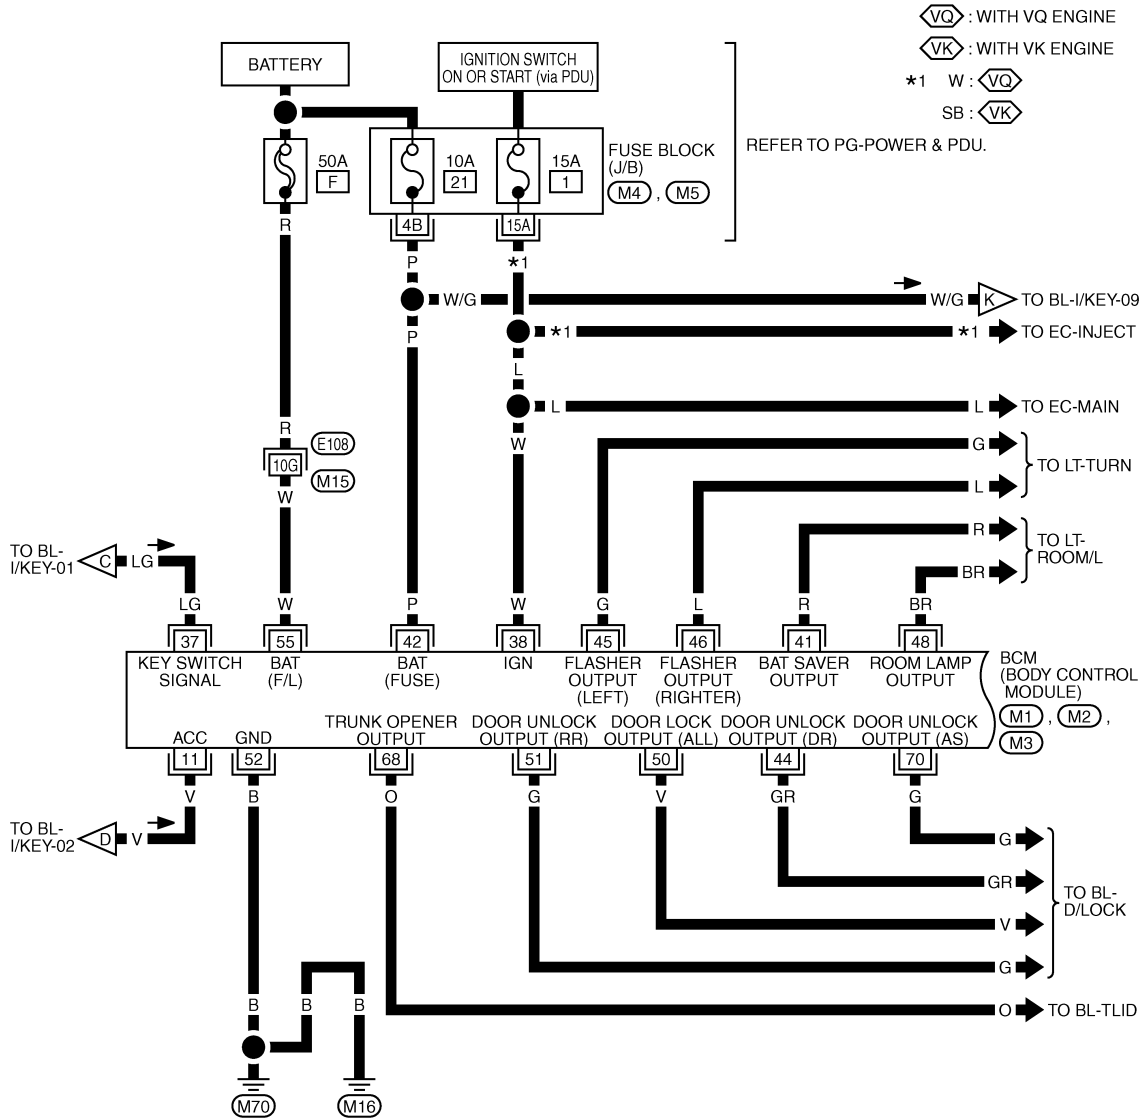 VQ : WITH VQ ENGINE
VK : WITH VK ENGINE
*1 W : VQ
SB : VK
BATTERY
IGNITION SWITCH
ON OR START (via PDU)
REFER TO PG-POWER & PDU.
50A
F
10A
21
15A
1
FUSE BLOCK
(J/B)
M4 , M5
4B
15A
R
P
*1
W/G
W/G
K
TO BL-I/KEY-09
*1
*1
TO EC-INJECT
P
L
L
L
TO EC-MAIN
R
E108
10G
M15
W
W
G
TO LT-TURN
L
R
TO LT-
ROOM/L
BR
TO BL-
I/KEY-01
C
LG
LG
W
P
W
G
L
R
BR
37
55
42
38
45
46
41
48
KEY SWITCH
SIGNAL
BAT
(F/L)
BAT
(FUSE)
IGN
FLASHER
OUTPUT
(LEFT)
FLASHER
OUTPUT
(RIGHTER)
BAT SAVER
OUTPUT
ROOM LAMP
OUTPUT
BCM
(BODY CONTROL
MODULE)
M1 , M2 ,
M3
ACC
GND
TRUNK OPENER
OUTPUT
DOOR UNLOCK
OUTPUT (RR)
DOOR LOCK
OUTPUT (ALL)
DOOR UNLOCK
OUTPUT (DR)
DOOR UNLOCK
OUTPUT (AS)
11
52
68
51
50
44
70
V
B
O
G
V
GR
G
TO BL-
I/KEY-02
D
V
G
GR
V
G
TO BL-
D/LOCK
B
B
B
O
TO BL-TLID
M70
M16